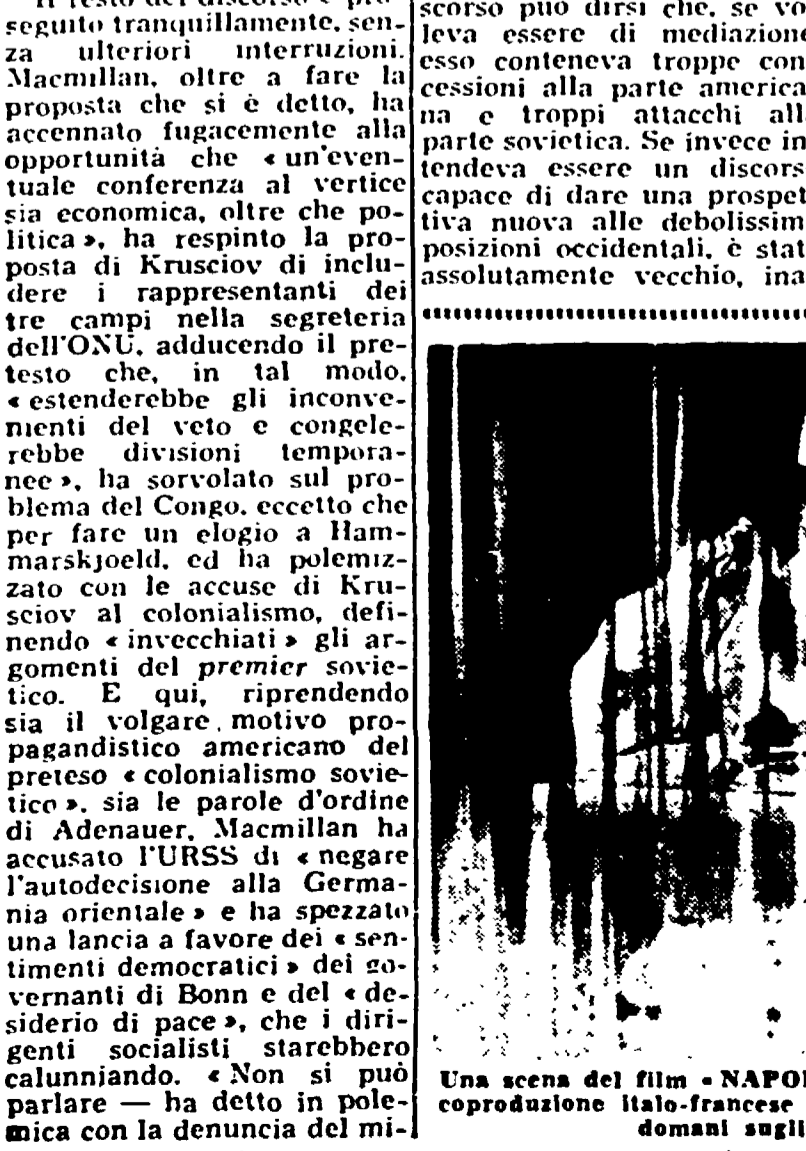 Il resto del discorso è pro-
seguito tranquillamente, sen-
za ulteriori interruzioni.
Macmillan, oltre a fare la
proposta che si è detto, ha
accennato fugacemente alla
opportunità che « un'even-
tuale conferenza al vertice
sia economica, oltre che po-
litica », ha respinto la pro-
posta di Krusciov di inclu-
dere i rappresentanti dei
tre campi nella segreteria
dell'ONU, adducendo il pre-
testo che, in tal modo,
« estenderebbe gli inconve-
nienti del veto e congele-
rebbe divisioni tempora-
nee », ha sorvolato sul pro-
blema del Congo, eccetto che
per fare un elogio a Ham-
marskjoeld, ed ha polemiz-
zato con le accuse di Kru-
sciov al colonialismo, defi-
nendo « invecchiati » gli ar-
gomenti del premier sovie-
tico. E qui, riprendendo
sia il volgare motivo pro-
pagandistico americano del
preteso « colonialismo sovie-
tico », sia le parole d'ordine
di Adenauer, Macmillan ha
accusato l'URSS di « negare
l'autodecisione alla Germa-
nia orientale » e ha spezzato
una lancia a favore dei « sen-
timenti democratici » dei go-
vernanti di Bonn e del « de-
siderio di pace », che i diri-
genti socialisti starebbero
calunniando. « Non si può
parlare — ha detto in pole-
mica con la denuncia del mi-
scorso può dirsi che, se vo
leva essere di mediazione
esso conteneva troppe con
cessioni alla parte america
na e troppi attacchi all
parte sovietica. Se invece in
tendeva essere un discors
capace di dare una prospet
tiva nuova alle debolissim
posizioni occidentali, è stat
assolutamente vecchio, ina
Una scena del film « NAPOL
coproduzione italo-francese
domani sugli